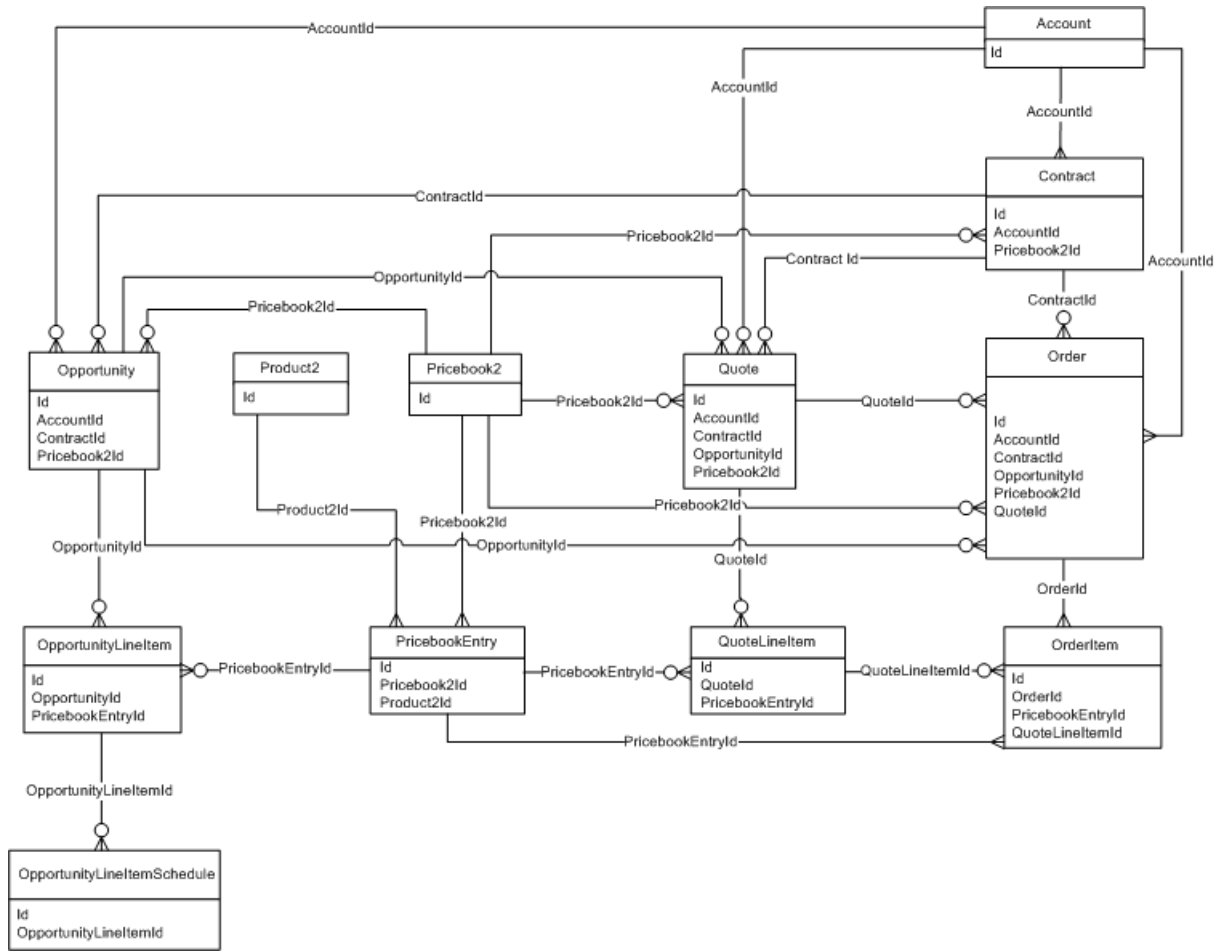 AccountId
Account
Id
AccountId
AccountId
AccountId
Contract
Id
AccountId
Pricebook2Id
ContractId
Pricebook2Id
Contract Id
OpportunityId
Pricebook2Id
ContractId
Opportunity
Id
AccountId
ContractId
Pricebook2Id
Product2
Id
Pricebook2
Id
Pricebook2Id
Quote
Id
AccountId
ContractId
OpportunityId
Pricebook2Id
QuoteId
Order
Id
AccountId
ContractId
OpportunityId
Pricebook2Id
QuoteId
Product2Id
Pricebook2Id
Pricebook2Id
OpportunityId
OpportunityId
QuoteId
OrderId
OpportunityLineItem
Id
OpportunityId
PricebookEntryId
PricebookEntryId
PricebookEntry
Id
Pricebook2Id
Product2Id
PricebookEntryId
QuoteLineItem
Id
QuoteId
PricebookEntryId
QuoteLineItemId
OrderItem
Id
OrderId
PricebookEntryId
QuoteLineItemId
PricebookEntryId
OpportunityLineItemId
OpportunityLineItemSchedule
Id
OpportunityLineItemId